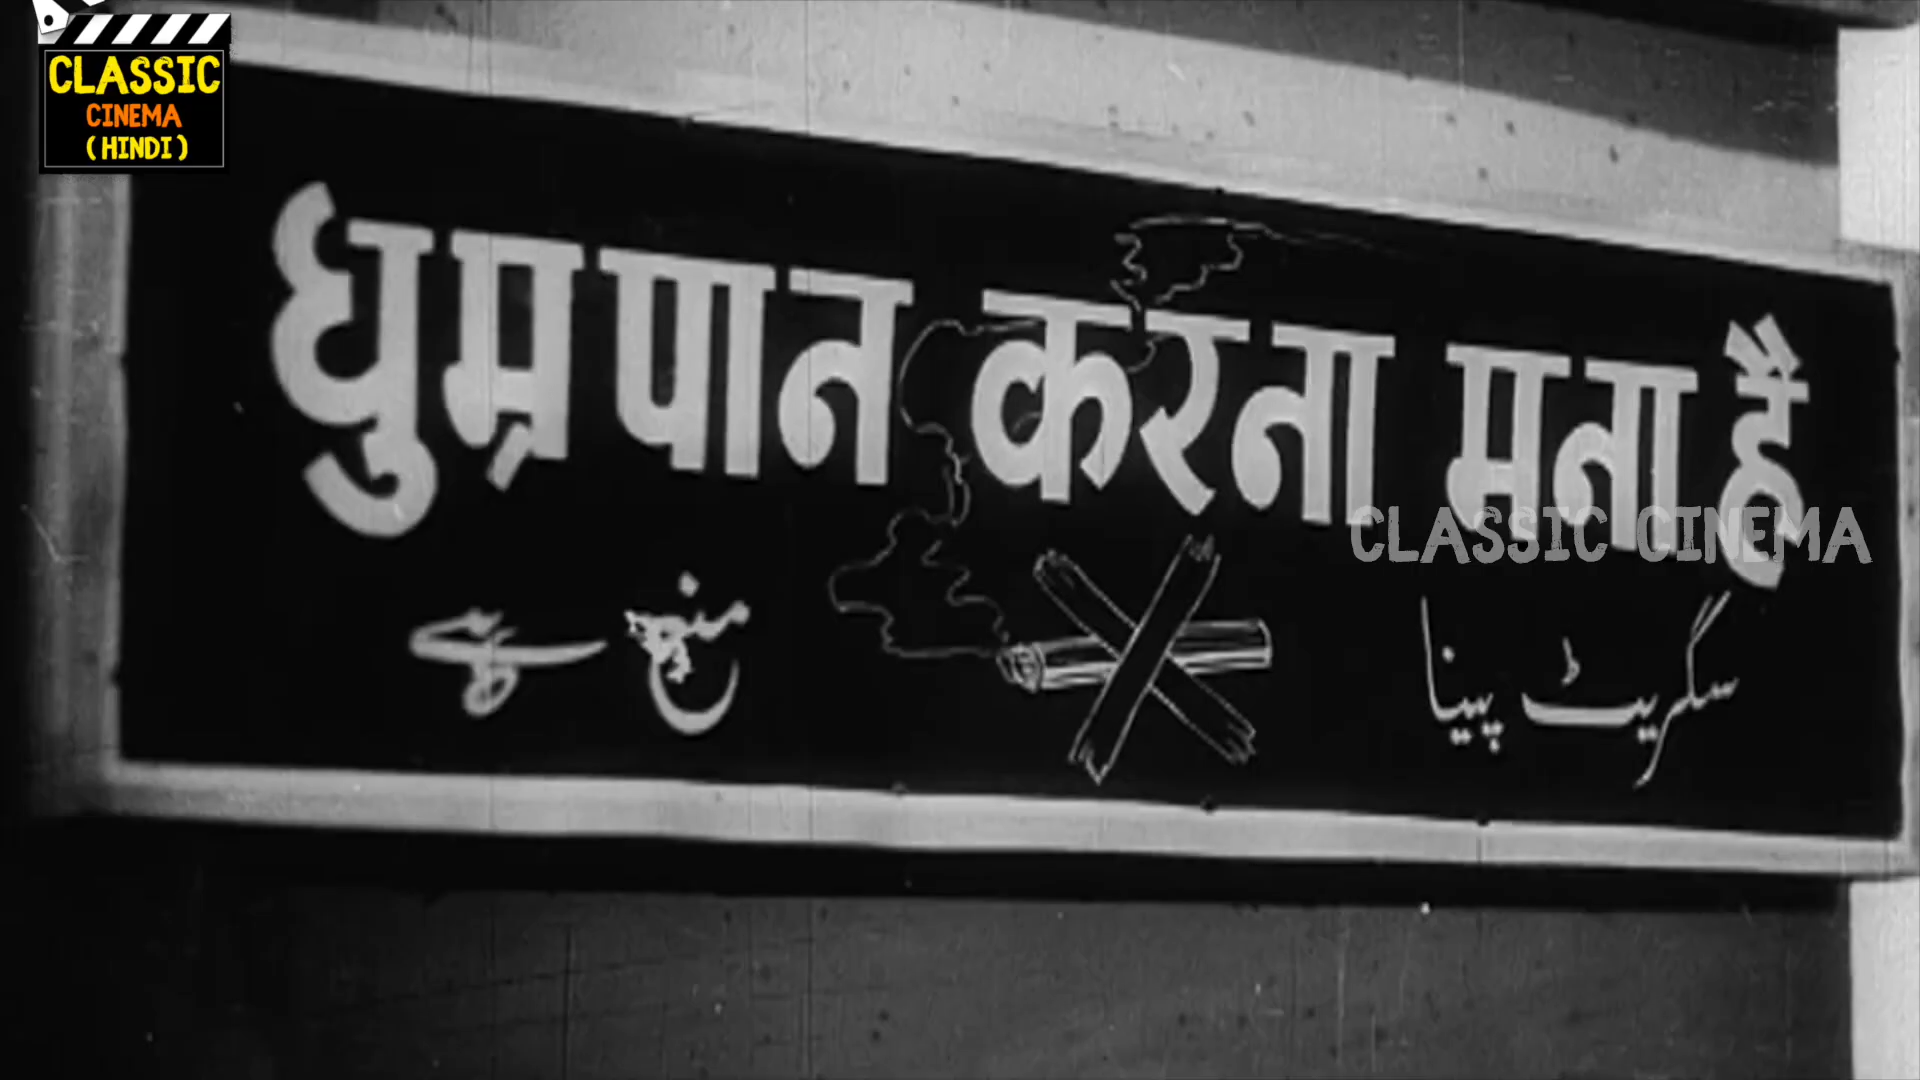 CLASSIC
CINEMA
(HINDI)
धुम्रपान करना मना है
CLASSIC CINEMA
سگریٹ پینا منع ہے